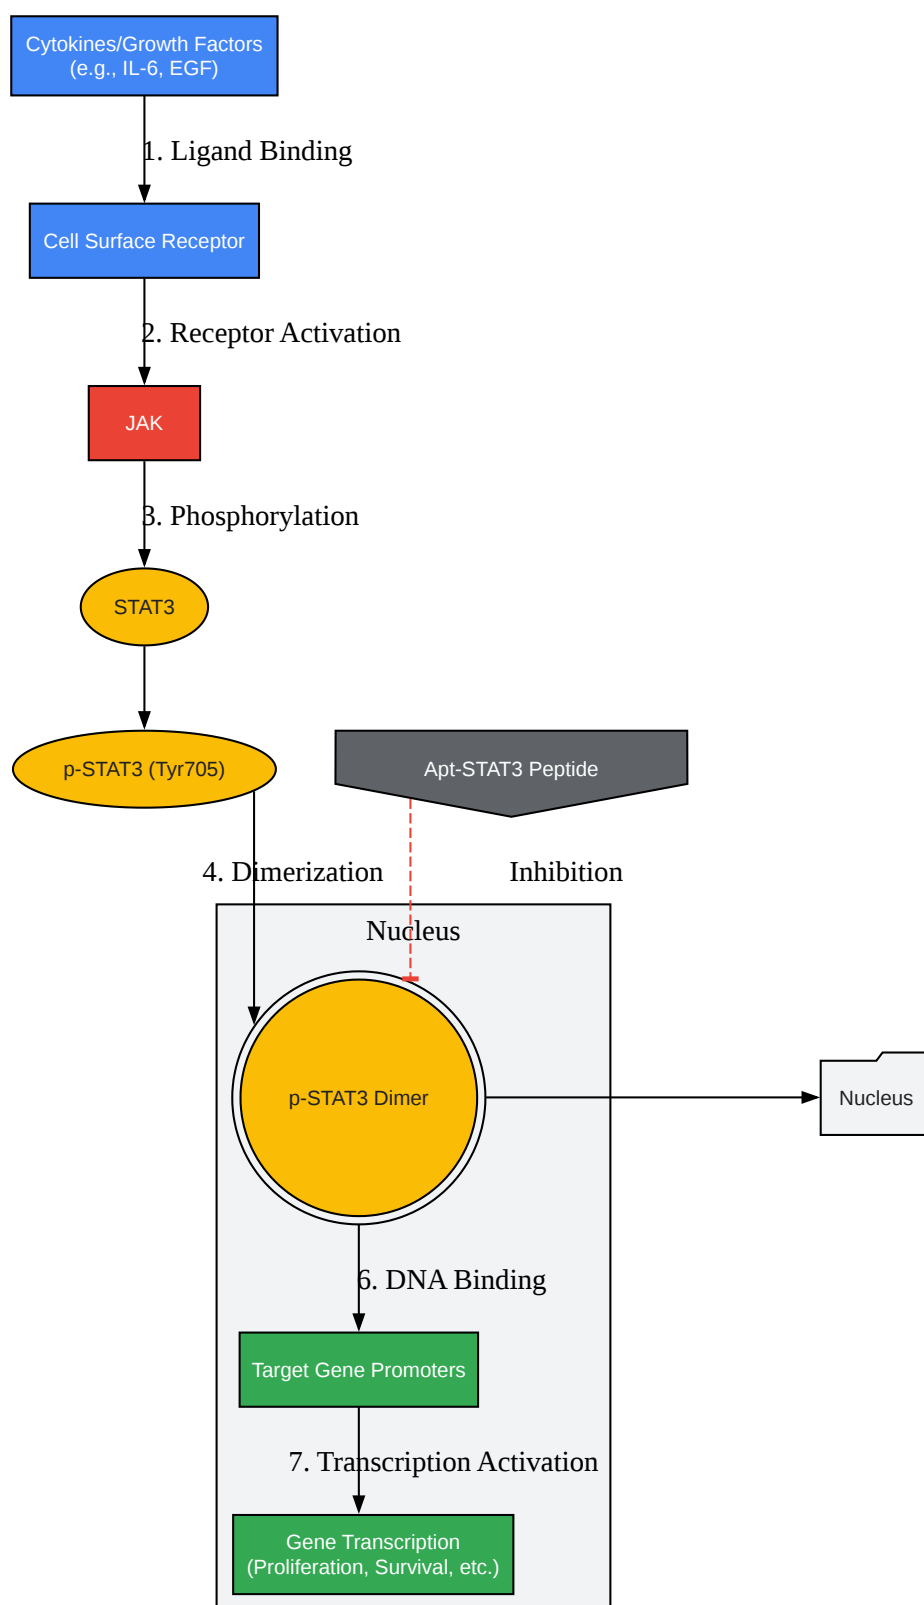 Cytokines/Growth Factors
(e.g., IL-6, EGF)
1. Ligand Binding
Cell Surface Receptor
2. Receptor Activation
JAK
3. Phosphorylation
STAT3
p-STAT3 (Tyr705)
Apt-STAT3 Peptide
4. Dimerization
Inhibition
Nucleus
p-STAT3 Dimer
Nucleus
6. DNA Binding
Target Gene Promoters
7. Transcription Activation
Gene Transcription
(Proliferation, Survival, etc.)